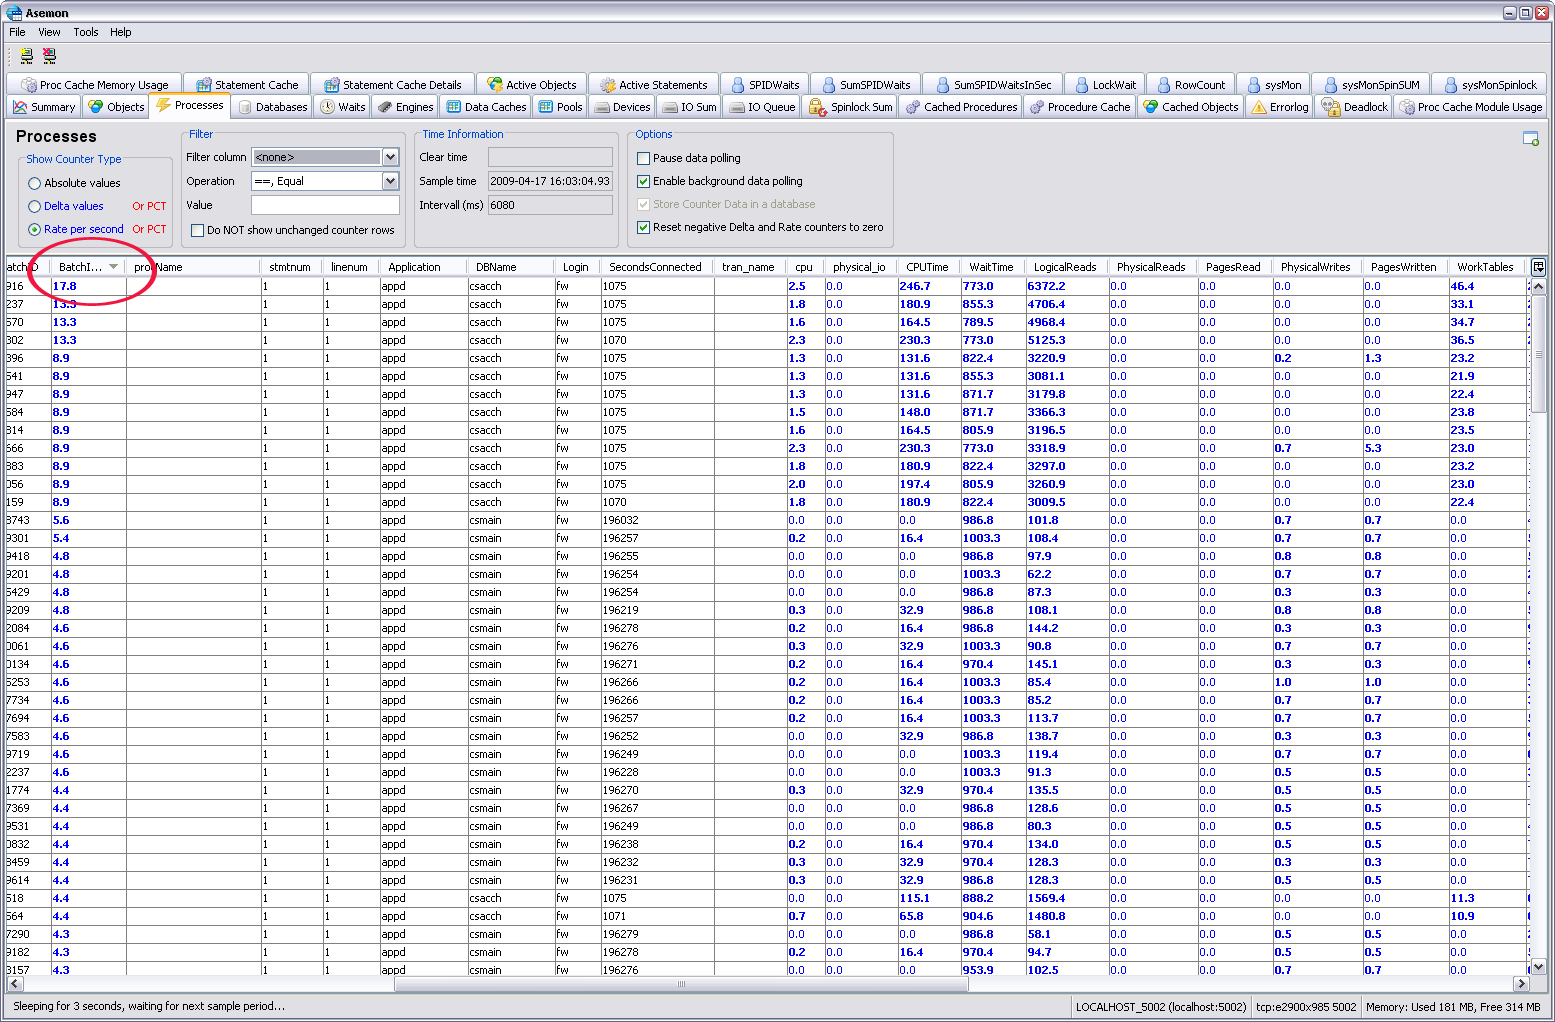 Asemon
File View Tools Help
Proc Cache Memory Usage Statement Cache Statement Cache Details Active Objects Active Statements SPIDWaits SumSPIDWaits SumSPIDWaitsInSec LockWait RowCount sysMon sysMonSpinSUM sysMonSpinlock
Summary Objects Processes Databases Waits Engines Data Caches Pools Devices IO Sum IO Queue Spinlock Sum Cached Procedures Procedure Cache Cached Objects Errorlog Deadlock Proc Cache Module Usage
Processes
Show Counter Type
Absolute values
Delta values Or PCT
Rate per second Or PCT
Filter
Filter column <none>
Operation ==, Equal
Value
Do NOT show unchanged counter rows
Time Information
Clear time
Sample time 2009-04-17 16:03:04.93
Intervall (ms) 6080
Options
Pause data polling
Enable background data polling
Store Counter Data in a database
Reset negative Delta and Rate counters to zero
atchID BatchI... procName stmtnum linenum Application DBName Login SecondsConnected tran_name cpu physical_io CPUTime WaitTime LogicalReads PhysicalReads PagesRead PhysicalWrites PagesWritten WorkTables
916 17.8 1 1 appd csacch fw 1075 2.5 0.0 246.7 773.0 6372.2 0.0 0.0 0.0 0.0 46.4
237 13.3 1 1 appd csacch fw 1075 1.8 0.0 180.9 855.3 4706.4 0.0 0.0 0.0 0.0 33.1
570 13.3 1 1 appd csacch fw 1075 1.6 0.0 164.5 789.5 4968.4 0.0 0.0 0.0 0.0 34.7
302 13.3 1 1 appd csacch fw 1070 2.3 0.0 230.3 773.0 5125.3 0.0 0.0 0.0 0.0 36.5
396 8.9 1 1 appd csacch fw 1075 1.3 0.0 131.6 822.4 3220.9 0.0 0.0 0.2 1.3 23.2
541 8.9 1 1 appd csacch fw 1075 1.3 0.0 131.6 855.3 3081.1 0.0 0.0 0.0 0.0 21.9
947 8.9 1 1 appd csacch fw 1075 1.3 0.0 131.6 871.7 3179.8 0.0 0.0 0.0 0.0 22.4
584 8.9 1 1 appd csacch fw 1075 1.5 0.0 148.0 871.7 3366.3 0.0 0.0 0.0 0.0 23.8
814 8.9 1 1 appd csacch fw 1075 1.6 0.0 164.5 805.9 3196.5 0.0 0.0 0.0 0.0 23.5
666 8.9 1 1 appd csacch fw 1075 2.3 0.0 230.3 773.0 3318.9 0.0 0.0 0.7 5.3 23.0
883 8.9 1 1 appd csacch fw 1075 1.8 0.0 180.9 822.4 3297.0 0.0 0.0 0.0 0.0 23.2
056 8.9 1 1 appd csacch fw 1075 2.0 0.0 197.4 805.9 3260.9 0.0 0.0 0.0 0.0 23.0
159 8.9 1 1 appd csacch fw 1070 1.8 0.0 180.9 822.4 3009.5 0.0 0.0 0.0 0.0 22.4
3743 5.6 1 1 appd csmain fw 196032 0.0 0.0 0.0 986.8 101.8 0.0 0.0 0.7 0.7 0.0
9301 5.4 1 1 appd csmain fw 196257 0.2 0.0 16.4 1003.3 108.4 0.0 0.0 0.7 0.7 0.0
9418 4.8 1 1 appd csmain fw 196255 0.0 0.0 0.0 986.8 97.9 0.0 0.0 0.8 0.8 0.0
9201 4.8 1 1 appd csmain fw 196254 0.0 0.0 0.0 1003.3 62.2 0.0 0.0 0.7 0.7 0.0
5429 4.8 1 1 appd csmain fw 196254 0.0 0.0 0.0 986.8 87.3 0.0 0.0 0.3 0.3 0.0
9209 4.8 1 1 appd csmain fw 196219 0.3 0.0 32.9 986.8 108.1 0.0 0.0 0.8 0.8 0.0
2084 4.6 1 1 appd csmain fw 196278 0.2 0.0 16.4 986.8 144.2 0.0 0.0 0.3 0.3 0.0
0061 4.6 1 1 appd csmain fw 196276 0.3 0.0 32.9 1003.3 90.8 0.0 0.0 0.7 0.7 0.0
0134 4.6 1 1 appd csmain fw 196271 0.2 0.0 16.4 970.4 145.1 0.0 0.0 0.3 0.3 0.0
5253 4.6 1 1 appd csmain fw 196266 0.2 0.0 16.4 1003.3 85.4 0.0 0.0 1.0 1.0 0.0
7734 4.6 1 1 appd csmain fw 196266 0.2 0.0 16.4 1003.3 85.2 0.0 0.0 0.7 0.7 0.0
7694 4.6 1 1 appd csmain fw 196257 0.2 0.0 16.4 1003.3 113.7 0.0 0.0 0.7 0.7 0.0
7583 4.6 1 1 appd csmain fw 196252 0.0 0.0 32.9 986.8 138.7 0.0 0.0 0.3 0.3 0.0
9719 4.6 1 1 appd csmain fw 196249 0.0 0.0 0.0 1003.3 119.4 0.0 0.0 0.7 0.7 0.0
2237 4.6 1 1 appd csmain fw 196228 0.0 0.0 0.0 1003.3 91.3 0.0 0.0 0.5 0.5 0.0
1774 4.4 1 1 appd csmain fw 196270 0.3 0.0 32.9 970.4 135.5 0.0 0.0 0.5 0.5 0.0
7369 4.4 1 1 appd csmain fw 196267 0.0 0.0 0.0 986.8 128.6 0.0 0.0 0.5 0.5 0.0
9531 4.4 1 1 appd csmain fw 196249 0.0 0.0 0.0 986.8 80.3 0.0 0.0 0.5 0.5 0.0
0832 4.4 1 1 appd csmain fw 196238 0.2 0.0 16.4 970.4 134.0 0.0 0.0 0.5 0.5 0.0
3459 4.4 1 1 appd csmain fw 196232 0.3 0.0 32.9 970.4 128.3 0.0 0.0 0.3 0.3 0.0
9614 4.4 1 1 appd csmain fw 196231 0.3 0.0 32.9 986.8 128.3 0.0 0.0 0.5 0.5 0.0
518 4.4 1 1 appd csacch fw 1075 0.0 0.0 115.1 888.2 1569.4 0.0 0.0 0.0 0.0 11.3
564 4.4 1 1 appd csacch fw 1071 0.7 0.0 65.8 904.6 1480.8 0.0 0.0 0.0 0.0 10.9
7290 4.3 1 1 appd csmain fw 196279 0.0 0.0 0.0 986.8 58.1 0.0 0.0 0.5 0.5 0.0
9182 4.3 1 1 appd csmain fw 196278 0.2 0.0 16.4 970.4 94.7 0.0 0.0 0.5 0.5 0.0
3157 4.3 1 1 appd csmain fw 196276 0.0 0.0 0.0 953.9 102.5 0.0 0.0 0.7 0.7 0.0
Sleeping for 3 seconds, waiting for next sample period... LOCALHOST_5002 (localhost:5002) tcp:e2900x985 5002 Memory: Used 181 MB, Free 314 MB